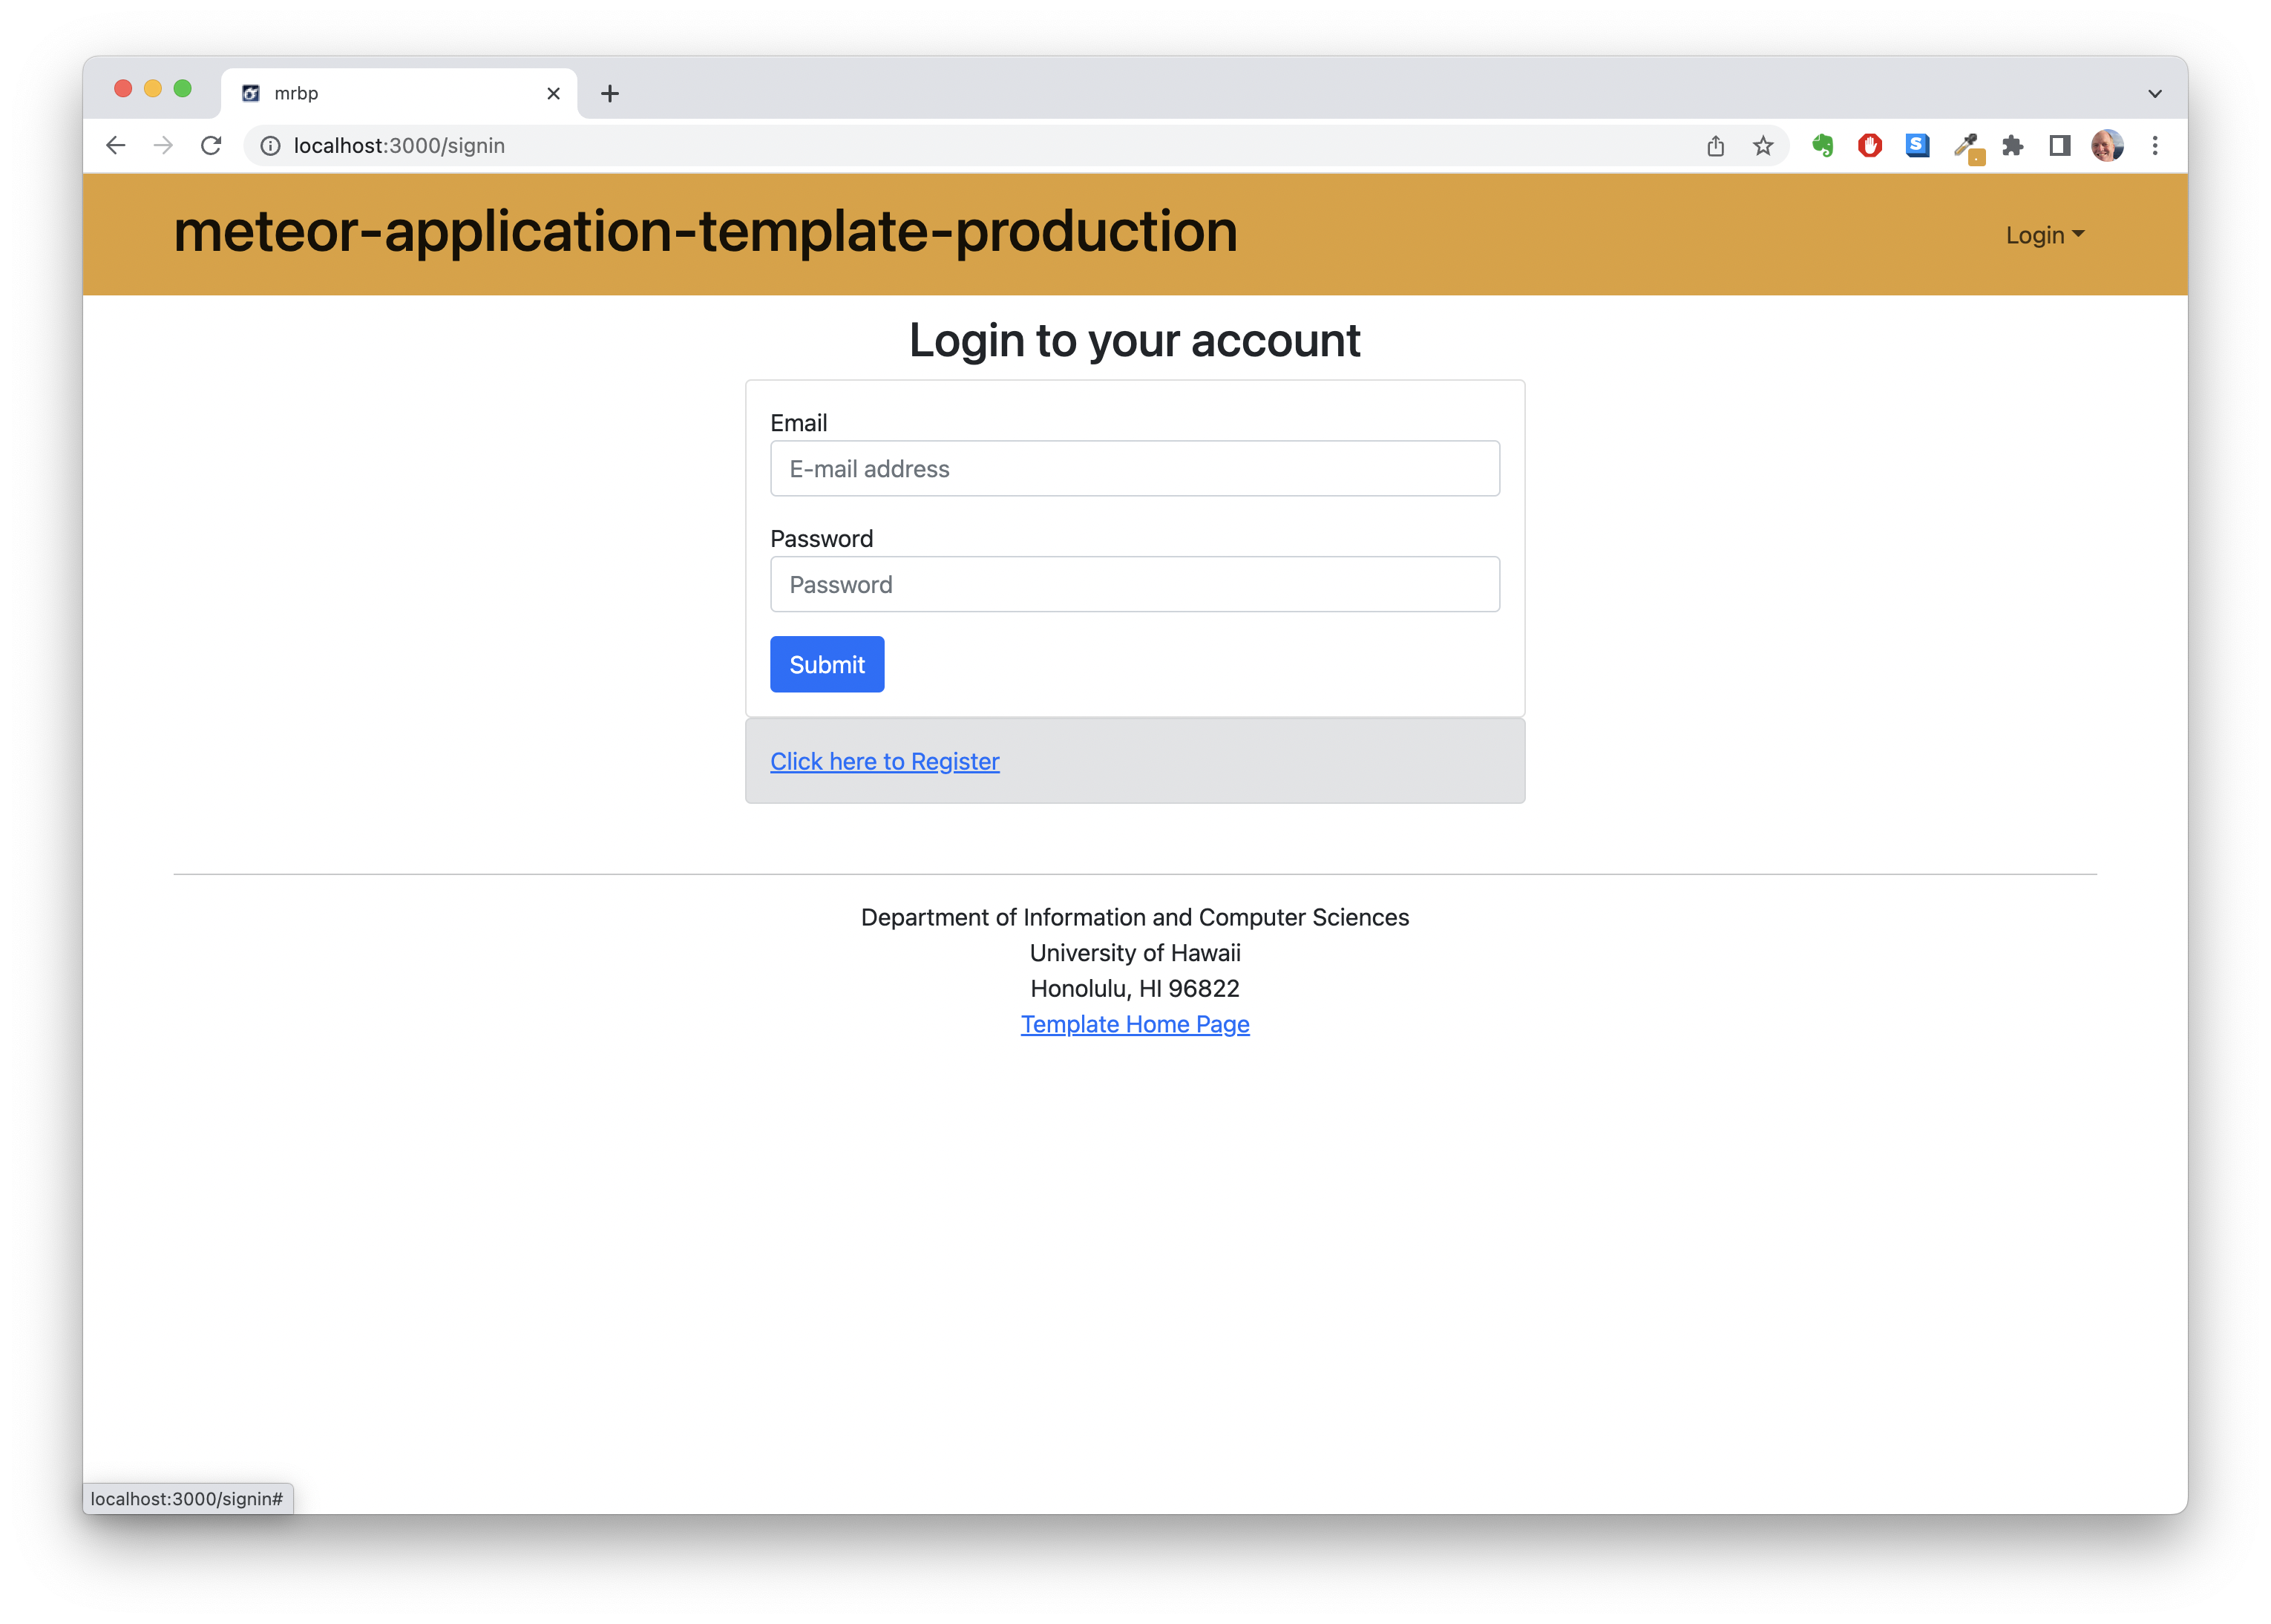 mrbp
localhost:3000/signin
meteor-application-template-production
Login
Login to your account
Email
E-mail address
Password
Password
Submit
Click here to Register
Department of Information and Computer Sciences
University of Hawaii
Honolulu, HI 96822
Template Home Page
localhost:3000/signin#